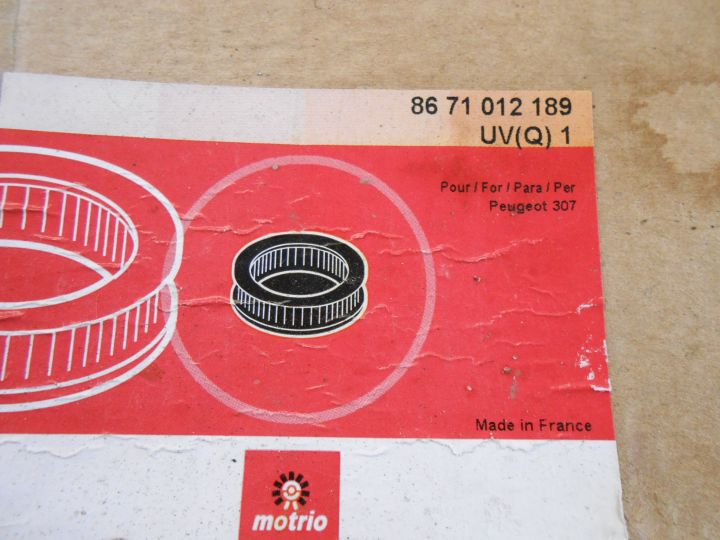 86 71 012 189
UV(Q) 1
Pour / For / Para / Per
Peugeot 307
Made in France
motrio